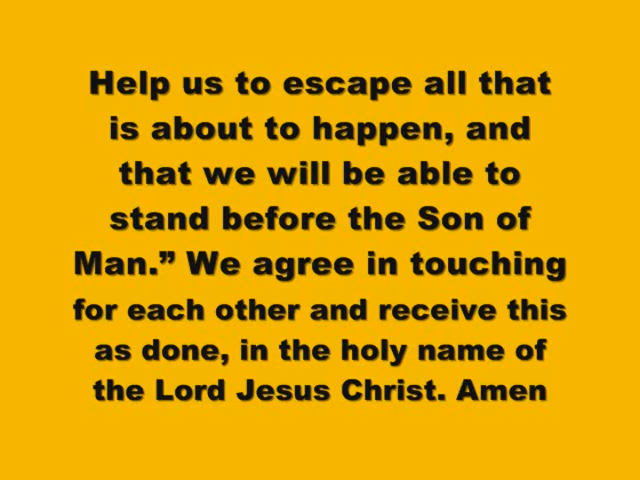 Help us to escape all that
is about to happen, and
that we will be able to
stand before the Son of
Man.” We agree in touching
for each other and receive this
as done, in the holy name of
the Lord Jesus Christ. Amen